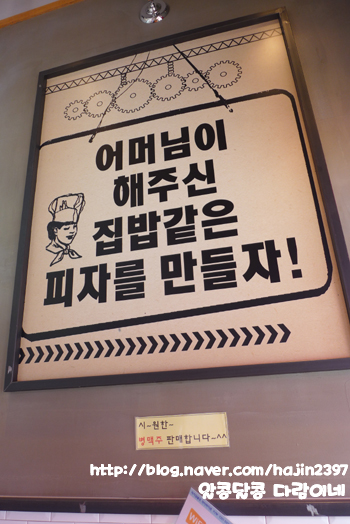 어머님이
해주신
집밥같은
피자를 만들자!
시-원한-
병맥주 판매합니다-^^
http://blog.naver.com/hajin2397
알콩닭콩 다람이네